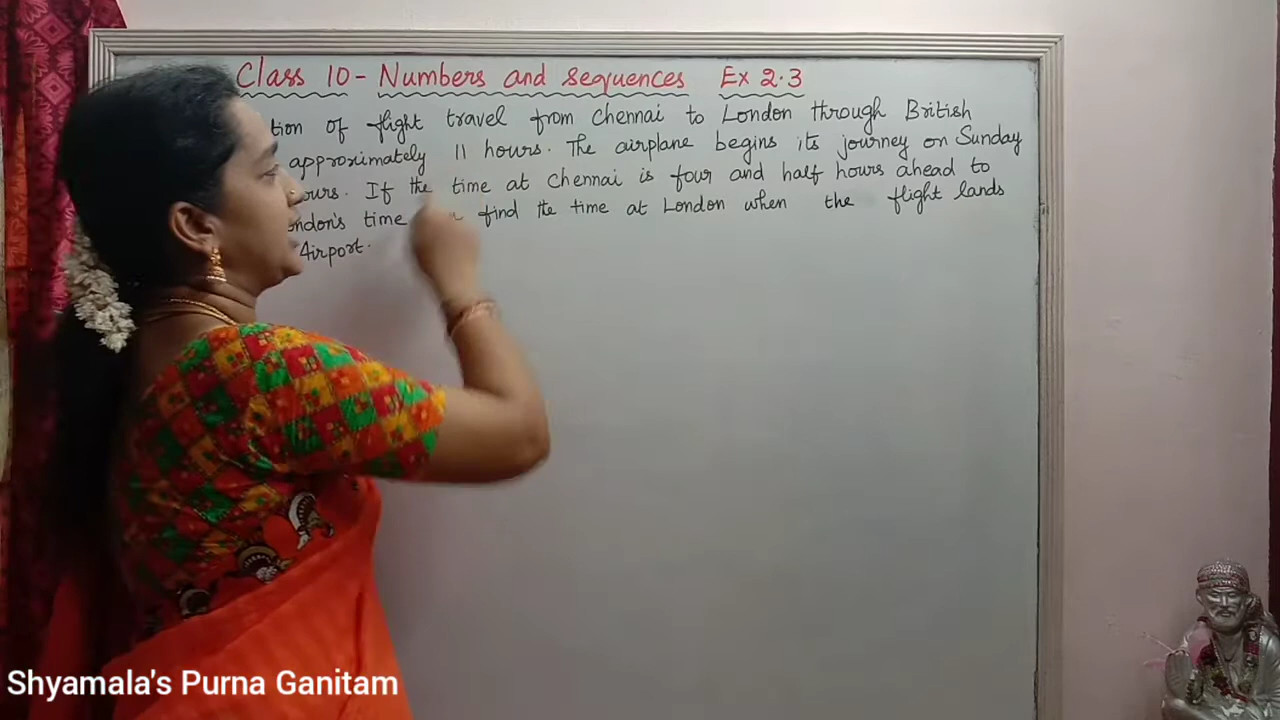 Class 10 - Numbers and sequences Ex 2.3
tion of flight travel from Chennai to London through British
approximately 11 hours. The airplane begins its journey on Sunday
ours. If the time at Chennai is four and half hours ahead to
ndon's time find the time at London when the flight lands
Airport.
Shyamala's Purna Ganitam